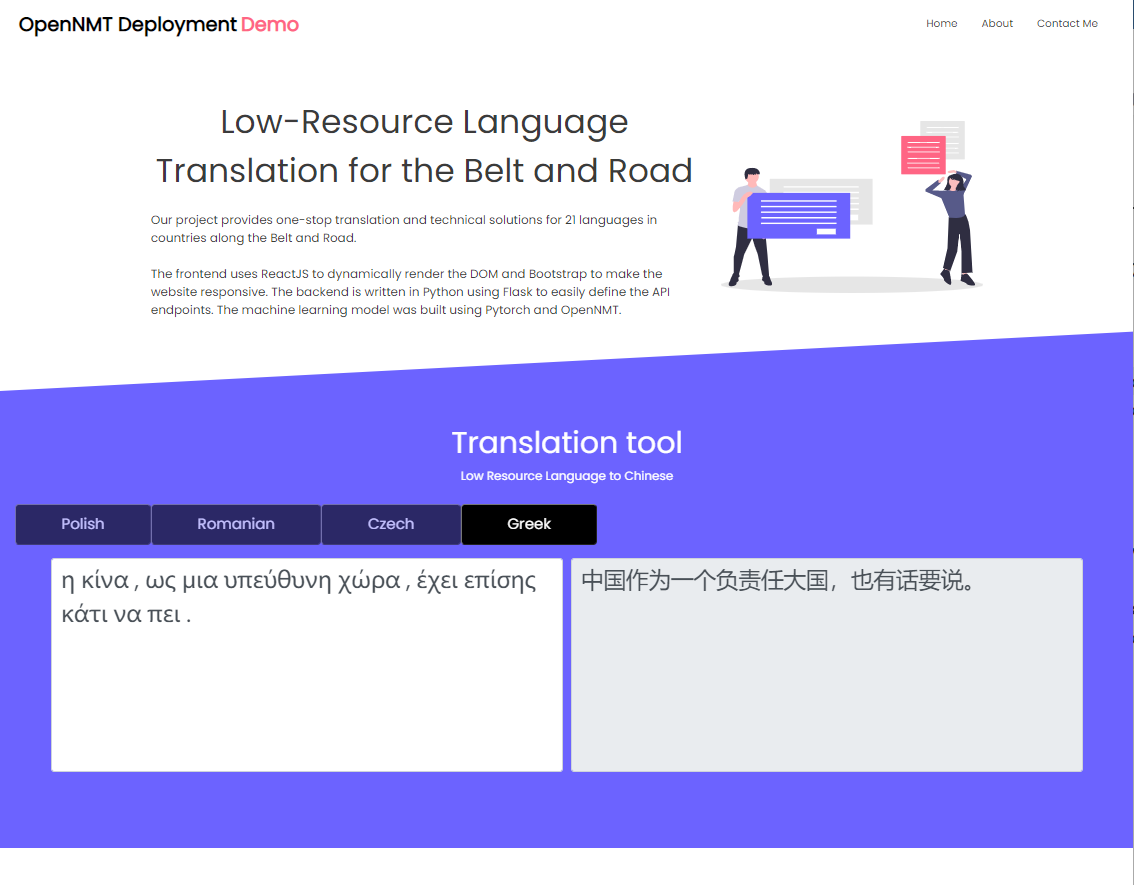 OpenNMT Deployment Demo
Home About Contact Me
Low-Resource Language
Translation for the Belt and Road
Our project provides one-stop translation and technical solutions for 21 languages in
countries along the Belt and Road.
The frontend uses ReactJS to dynamically render the DOM and Bootstrap to make the
website responsive. The backend is written in Python using Flask to easily define the API
endpoints. The machine learning model was built using Pytorch and OpenNMT.
Translation tool
Low Resource Language to Chinese
Polish Romanian Czech Greek
η κίνα , ως μια υπεύθυνη χώρα , έχει επίσης
κάτι να πει .
中国作为一个负责任大国，也有话要说。